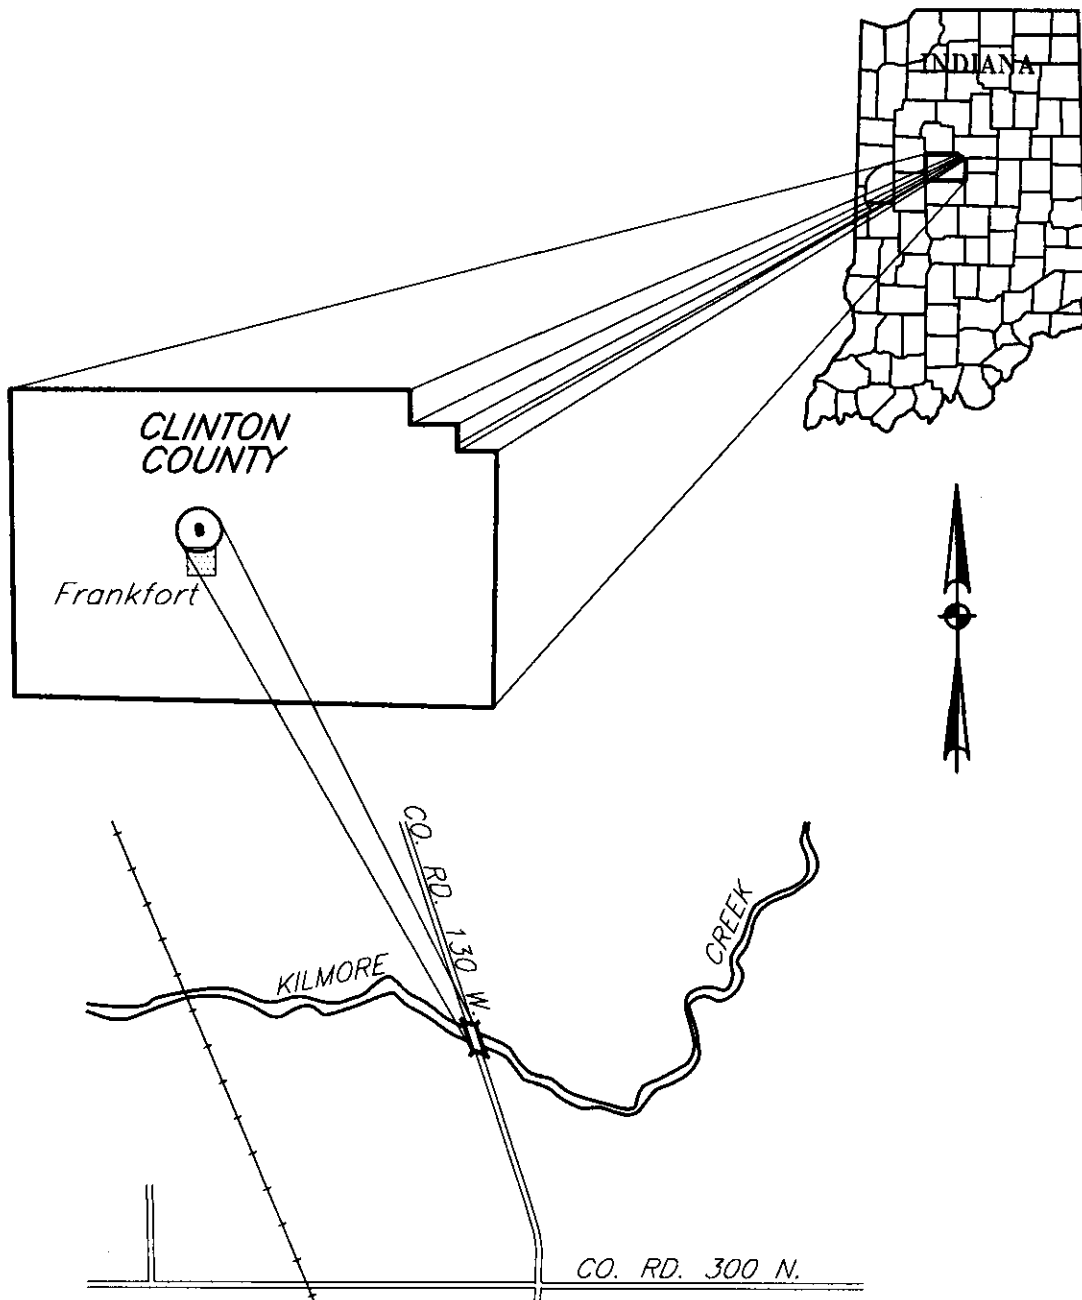 INDIANA
CLINTON
COUNTY
Frankfort
CO. RD. 130 W.
KILMORE
CREEK
CO. RD. 300 N.